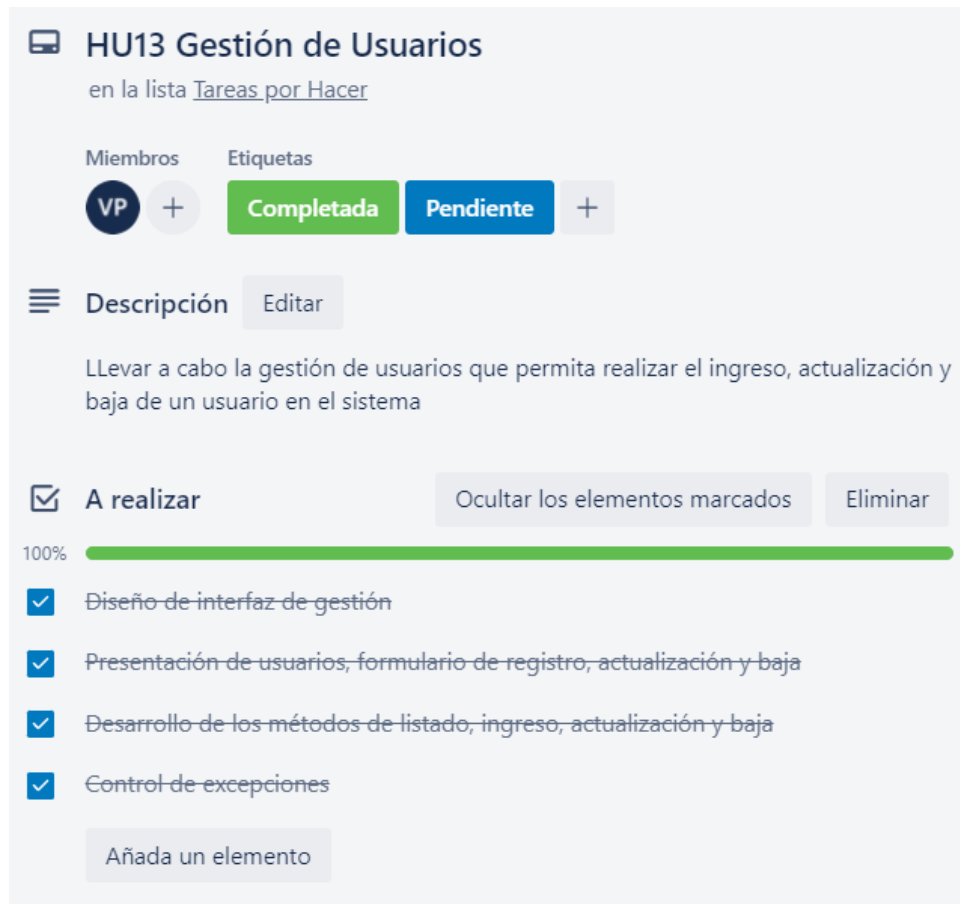 HU13 Gestión de Usuarios
en la lista Tareas por Hacer
Miembros Etiquetas
VP + Completada Pendiente +
Descripción Editar
LLevar a cabo la gestión de usuarios que permita realizar el ingreso, actualización y
baja de un usuario en el sistema
A realizar Ocultar los elementos marcados Eliminar
100%
Diseño de interfaz de gestión
Presentación de usuarios, formulario de registro, actualización y baja
Desarrollo de los métodos de listado, ingreso, actualización y baja
Control de excepciones
Añada un elemento